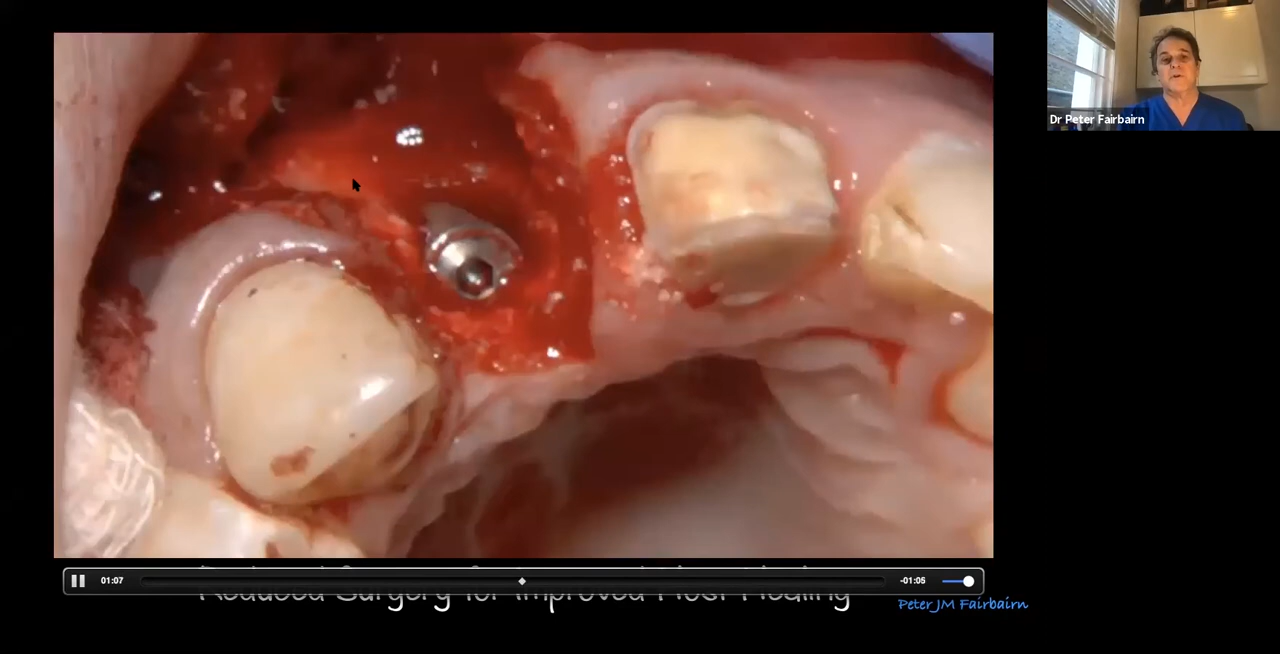 Dr Peter Fairbairn
01:07
-01:05
Reduced Surgery for Improved Host Healing
Peter JM Fairbairn